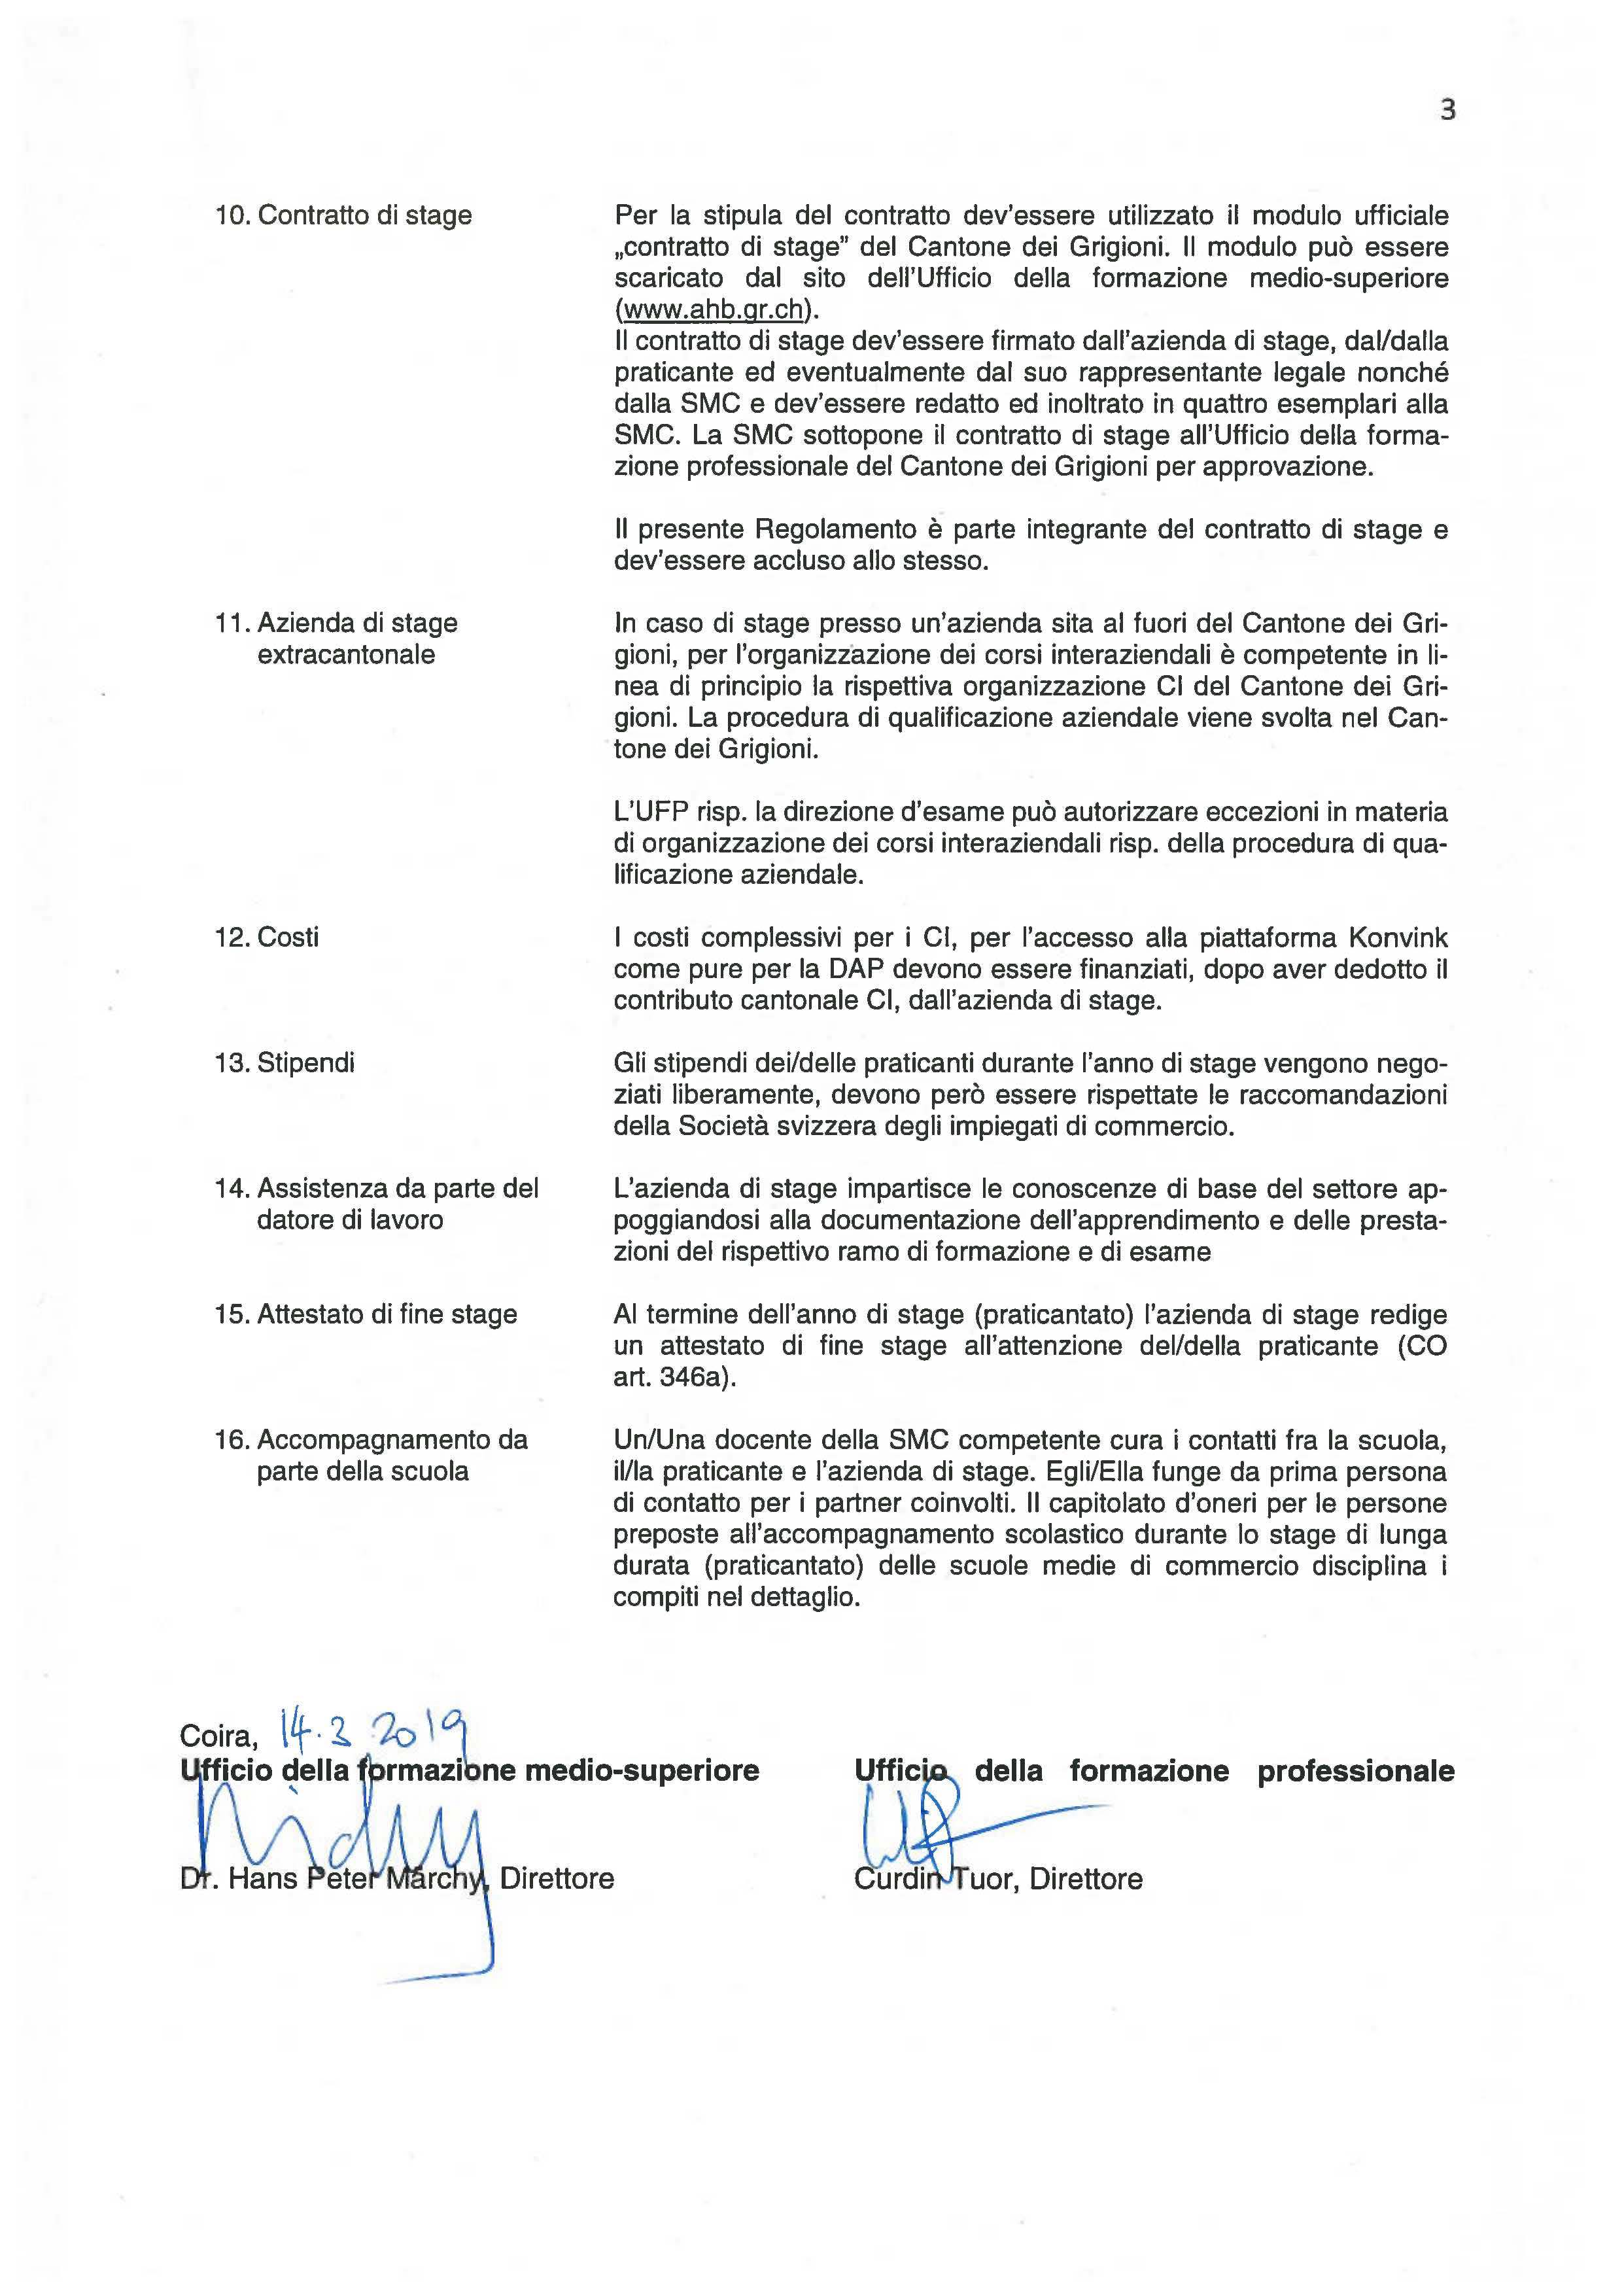 3
10. Contratto di stage
Per la stipula del contratto dev'essere utilizzato il modulo ufficiale
„contratto di stage" del Cantone dei Grigioni. Il modulo può essere
scaricato dal sito dell'Ufficio della formazione medio-superiore
(www.ahb.gr.ch).
Il contratto di stage dev'essere firmato dall'azienda di stage, dal/dalla
praticante ed eventualmente dal suo rappresentante legale nonché
dalla SMC e dev'essere redatto ed inoltrato in quattro esemplari alla
SMC. La SMC sottopone il contratto di stage all'Ufficio della forma-
zione professionale del Cantone dei Grigioni per approvazione.
Il presente Regolamento è parte integrante del contratto di stage e
dev'essere accluso allo stesso.
11. Azienda di stage
extracantonale
In caso di stage presso un'azienda sita al fuori del Cantone dei Gri-
gioni, per l'organizzazione dei corsi interaziendali è competente in li-
nea di principio la rispettiva organizzazione CI del Cantone dei Gri-
gioni. La procedura di qualificazione aziendale viene svolta nel Can-
tone dei Grigioni.
L'UFP risp. la direzione d'esame può autorizzare eccezioni in materia
di organizzazione dei corsi interaziendali risp. della procedura di qua-
lificazione aziendale.
12. Costi
I costi complessivi per i CI, per l'accesso alla piattaforma Konvink
come pure per la DAP devono essere finanziati, dopo aver dedotto il
contributo cantonale CI, dall'azienda di stage.
13. Stipendi
Gli stipendi dei/delle praticanti durante l'anno di stage vengono nego-
ziati liberamente, devono però essere rispettate le raccomandazioni
della Società svizzera degli impiegati di commercio.
14. Assistenza da parte del
datore di lavoro
L'azienda di stage impartisce le conoscenze di base del settore ap-
poggiandosi alla documentazione dell'apprendimento e delle presta-
zioni del rispettivo ramo di formazione e di esame
15. Attestato di fine stage
Al termine dell'anno di stage (praticantato) l'azienda di stage redige
un attestato di fine stage all'attenzione del/della praticante (CO
art. 346a).
16. Accompagnamento da
parte della scuola
Un/Una docente della SMC competente cura i contatti fra la scuola,
il/la praticante e l'azienda di stage. Egli/Ella funge da prima persona
di contatto per i partner coinvolti. Il capitolato d'oneri per le persone
preposte all'accompagnamento scolastico durante lo stage di lunga
durata (praticantato) delle scuole medie di commercio disciplina i
compiti nel dettaglio.
Coira, 14.3.2019
Ufficio della formazione medio-superiore
Dr. Hans Peter Märchy, Direttore
Ufficio della formazione professionale
Curdin Tuor, Direttore